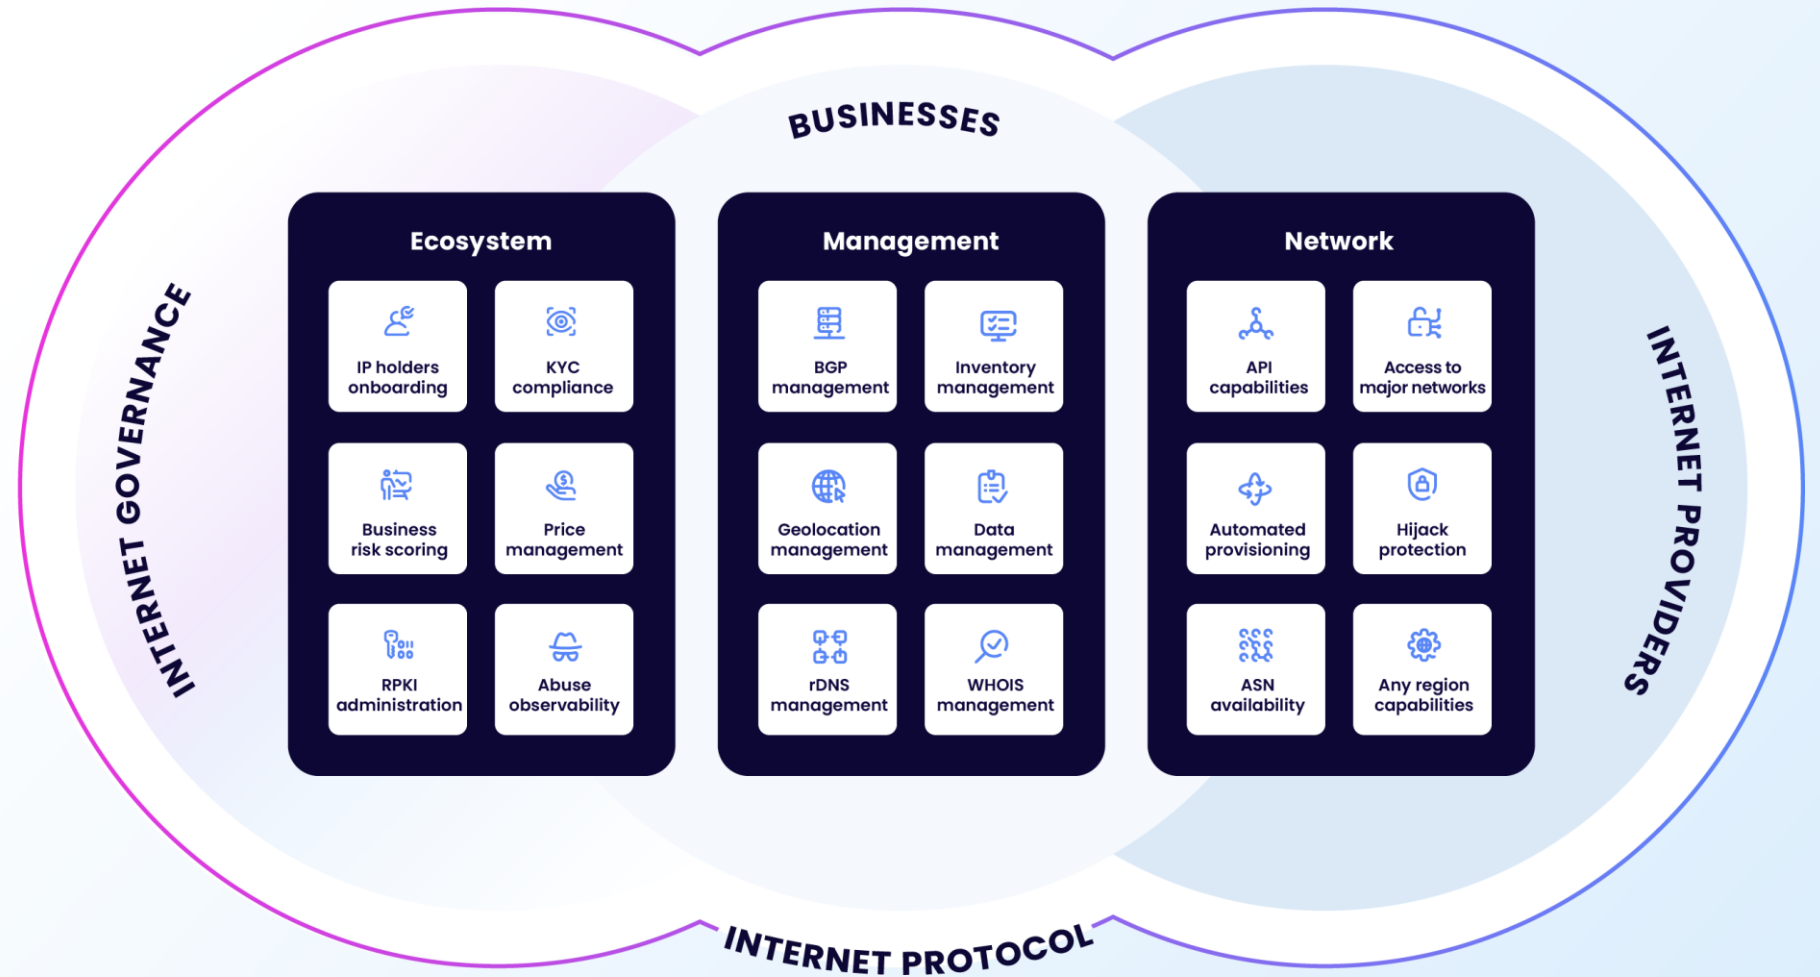 BUSINESSES
INTERNET GOVERNANCE
Ecosystem
IP holders
onboarding
KYC
compliance
Business
risk scoring
Price
management
RPKI
administration
Abuse
observability
Management
BGP
management
Inventory
management
Geolocation
management
Data
management
rDNS
management
WHOIS
management
Network
API
capabilities
Access to
major networks
Automated
provisioning
Hijack
protection
ASN
availability
Any region
capabilities
INTERNET PROVIDERS
INTERNET PROTOCOL